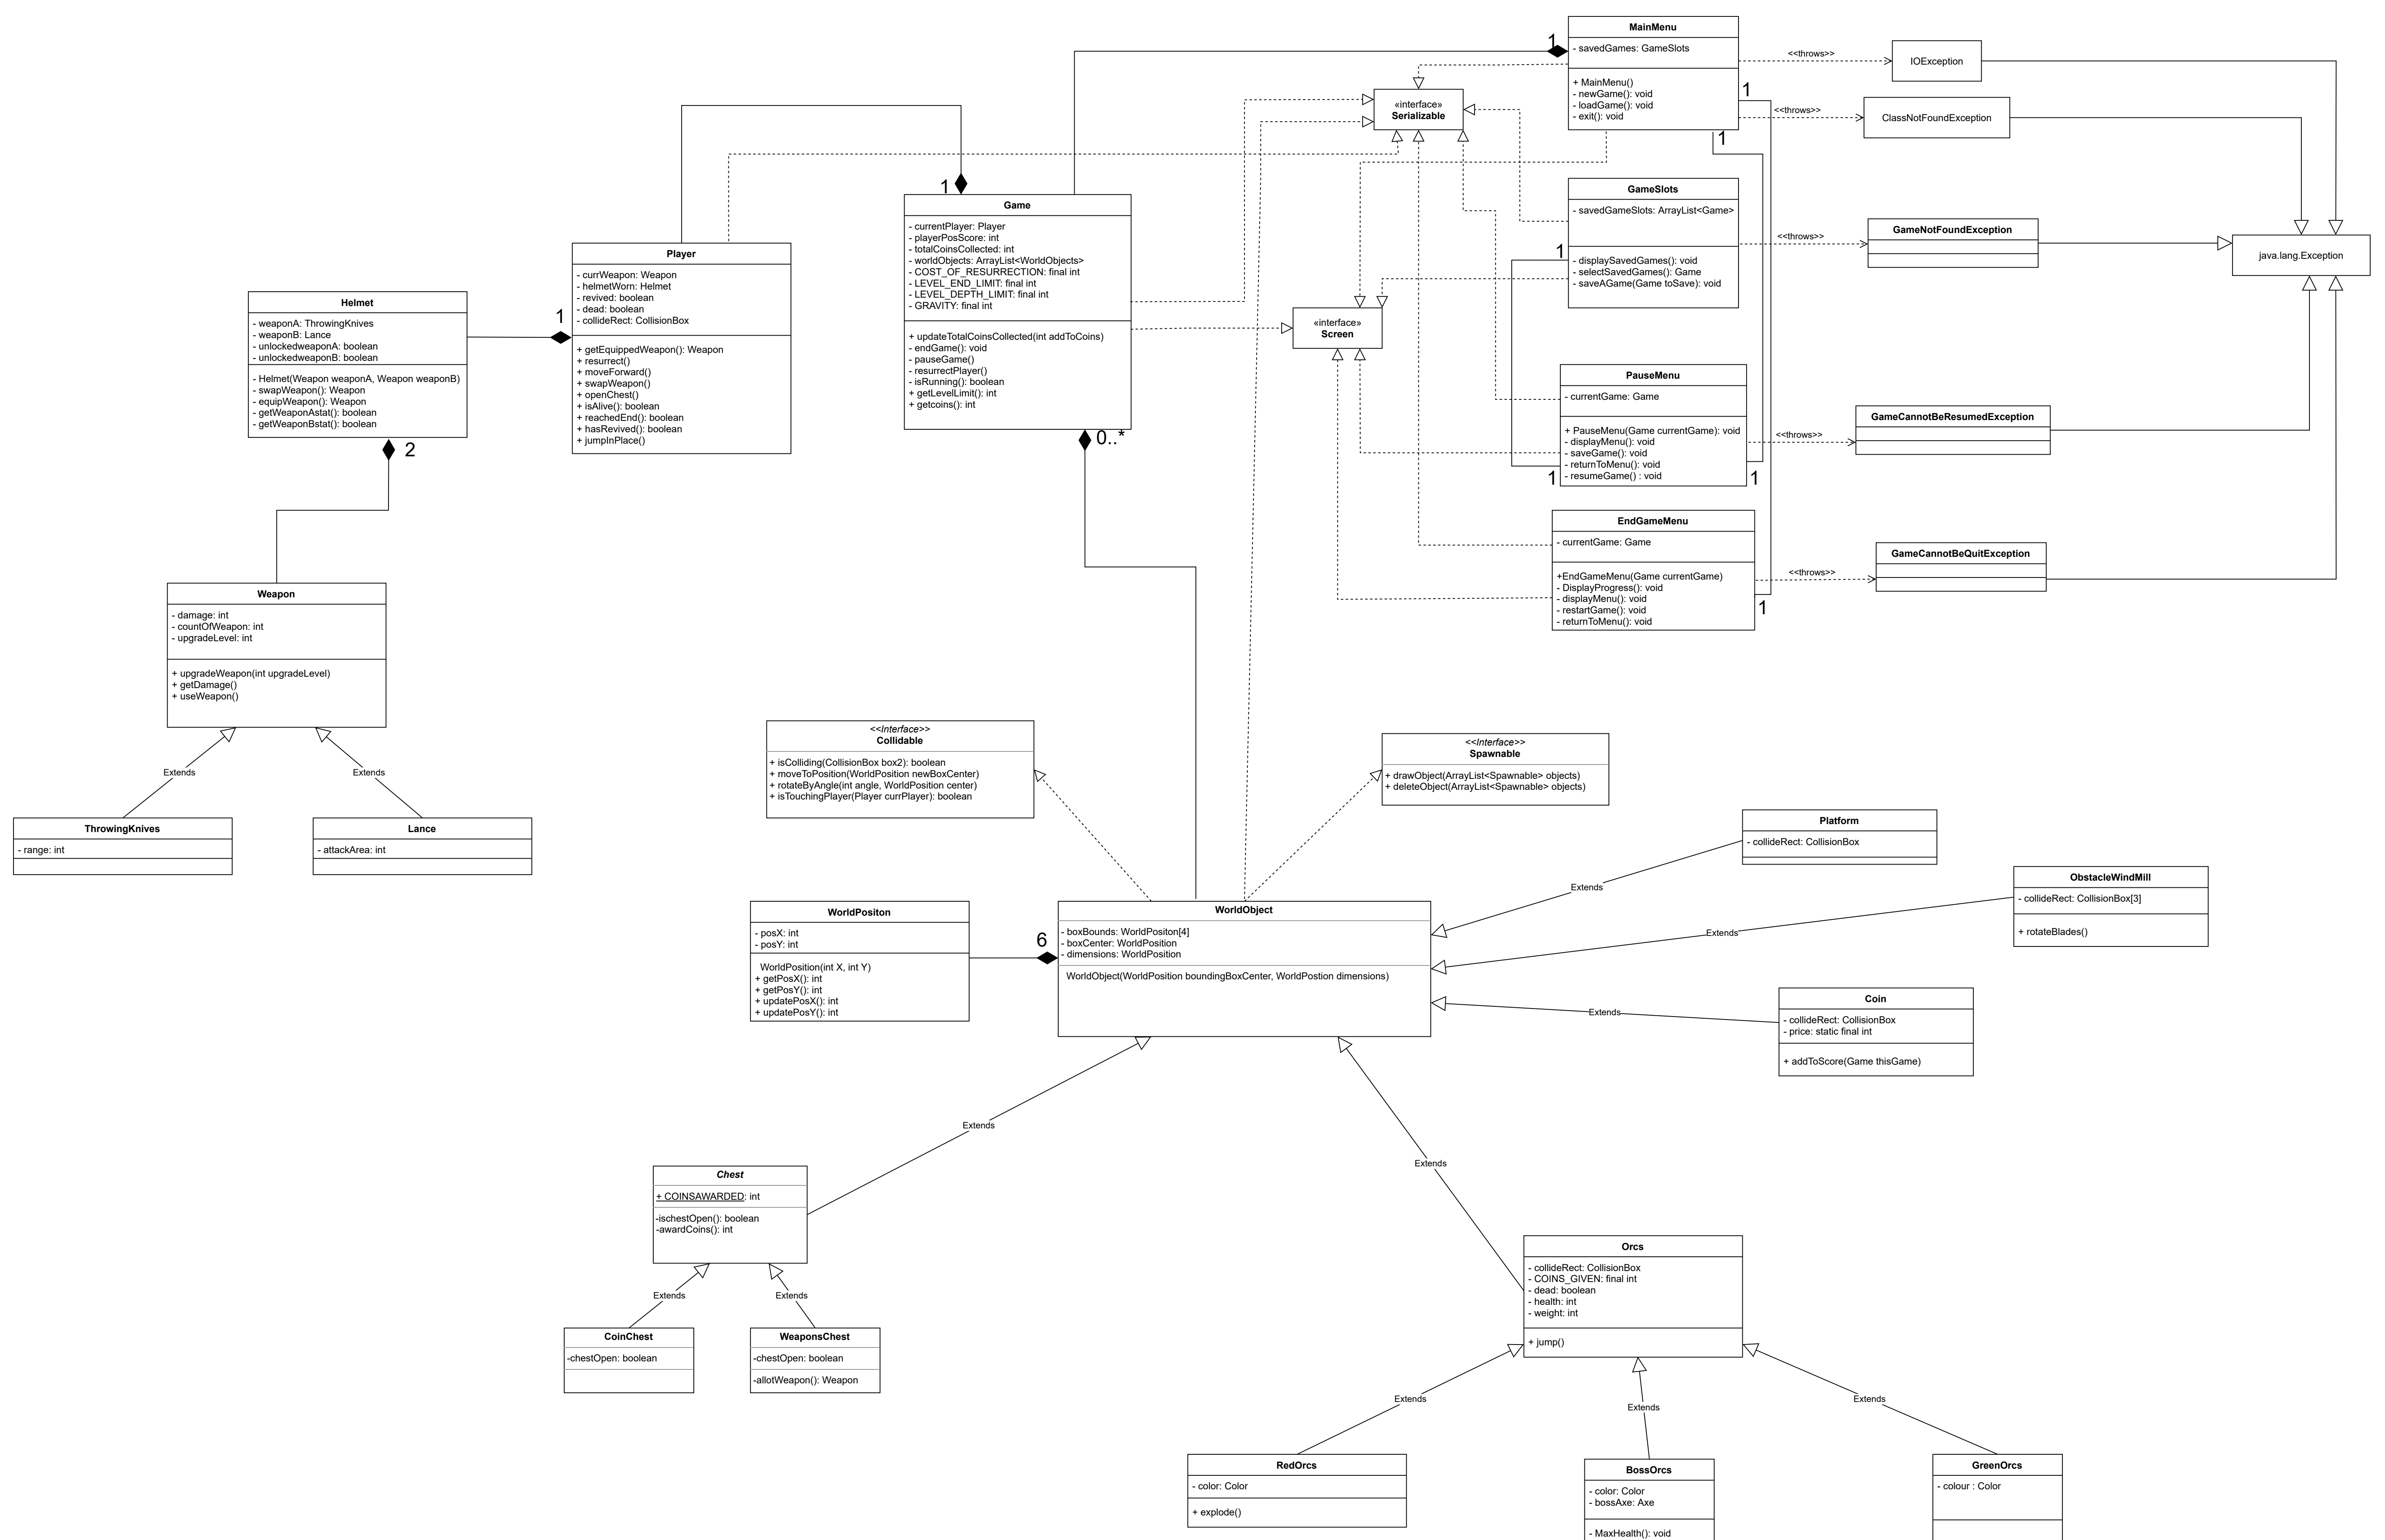 MainMenu
- savedGames: GameSlots
+ MainMenu()
- newGame(): void
- loadGame(): void
- exit(): void
1
1
1
<<throws>>
IOException
<<throws>>
ClassNotFoundException
«interface»
Serializable
GameSlots
- savedGameSlots: ArrayList<Game>
- displaySavedGames(): void
- selectSavedGames(): Game
- saveAGame(Game toSave): void
1
<<throws>>
GameNotFoundException
java.lang.Exception
1
Game
- currentPlayer: Player
- playerPosScore: int
- totalCoinsCollected: int
- worldObjects: ArrayList<WorldObjects>
- COST_OF_RESURRECTION: final int
- LEVEL_END_LIMIT: final int
- LEVEL_DEPTH_LIMIT: final int
- GRAVITY: final int
+ updateTotalCoinsCollected(int addToCoins)
- endGame(): void
- pauseGame()
- resurrectPlayer()
- isRunning(): boolean
+ getLevelLimit(): int
+ getcoins(): int
0..*
Player
- currWeapon: Weapon
- helmetWorn: Helmet
- revived: boolean
- dead: boolean
- collideRect: CollisionBox
+ getEquippedWeapon(): Weapon
+ resurrect()
+ moveForward()
+ swapWeapon()
+ openChest()
+ isAlive(): boolean
+ reachedEnd(): boolean
+ hasRevived(): boolean
+ jumpInPlace()
1
Helmet
- weaponA: ThrowingKnives
- weaponB: Lance
- unlockedweaponA: boolean
- unlockedweaponB: boolean
- Helmet(Weapon weaponA, Weapon weaponB)
- swapWeapon(): Weapon
- equipWeapon(): Weapon
- getWeaponAstat(): boolean
- getWeaponBstat(): boolean
2
«interface»
Screen
PauseMenu
- currentGame: Game
+ PauseMenu(Game currentGame): void
- displayMenu(): void
- saveGame(): void
- returnToMenu(): void
- resumeGame() : void
1
1
<<throws>>
GameCannotBeResumedException
EndGameMenu
- currentGame: Game
+EndGameMenu(Game currentGame)
- DisplayProgress(): void
- displayMenu(): void
- restartGame(): void
- returnToMenu(): void
1
<<throws>>
GameCannotBeQuitException
Weapon
- damage: int
- countOfWeapon: int
- upgradeLevel: int
+ upgradeWeapon(int upgradeLevel)
+ getDamage()
+ useWeapon()
Extends
Extends
ThrowingKnives
- range: int
Lance
- attackArea: int
<<Interface>>
Collidable
+ isColliding(CollisionBox box2): boolean
+ moveToPosition(WorldPosition newBoxCenter)
+ rotateByAngle(int angle, WorldPosition center)
+ isTouchingPlayer(Player currPlayer): boolean
<<Interface>>
Spawnable
+ drawObject(ArrayList<Spawnable> objects)
+ deleteObject(ArrayList<Spawnable> objects)
Platform
- collideRect: CollisionBox
Extends
ObstacleWindMill
- collideRect: CollisionBox[3]
+ rotateBlades()
Extends
WorldPositon
- posX: int
- posY: int
WorldPosition(int X, int Y)
+ getPosX(): int
+ getPosY(): int
+ updatePosX(): int
+ updatePosY(): int
6
WorldObject
- boxBounds: WorldPositon[4]
- boxCenter: WorldPosition
- dimensions: WorldPosition
WorldObject(WorldPosition boundingBoxCenter, WorldPostion dimensions)
Extends
Coin
- collideRect: CollisionBox
- price: static final int
+ addToScore(Game thisGame)
Extends
Extends
Chest
+ COINSAWARDED: int
-ischestOpen(): boolean
-awardCoins(): int
Extends
Extends
CoinChest
-chestOpen: boolean
WeaponsChest
-chestOpen: boolean
-allotWeapon(): Weapon
Orcs
- collideRect: CollisionBox
- COINS_GIVEN: final int
- dead: boolean
- health: int
- weight: int
+ jump()
Extends
Extends
Extends
RedOrcs
- color: Color
+ explode()
BossOrcs
- color: Color
- bossAxe: Axe
- MaxHealth(): void
GreenOrcs
- colour : Color